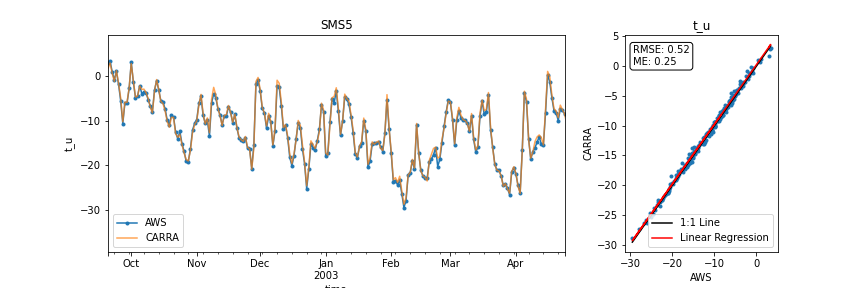 SMS5
t_u
0
−10
−20
−30
AWS
CARRA
Oct
Nov
Dec
Jan
2003
Feb
Mar
Apr
time
t_u
RMSE: 0.52
ME: 0.25
CARRA
5
0
−5
−10
−15
−20
−25
−30
1:1 Line
Linear Regression
−30
−20
−10
0
AWS